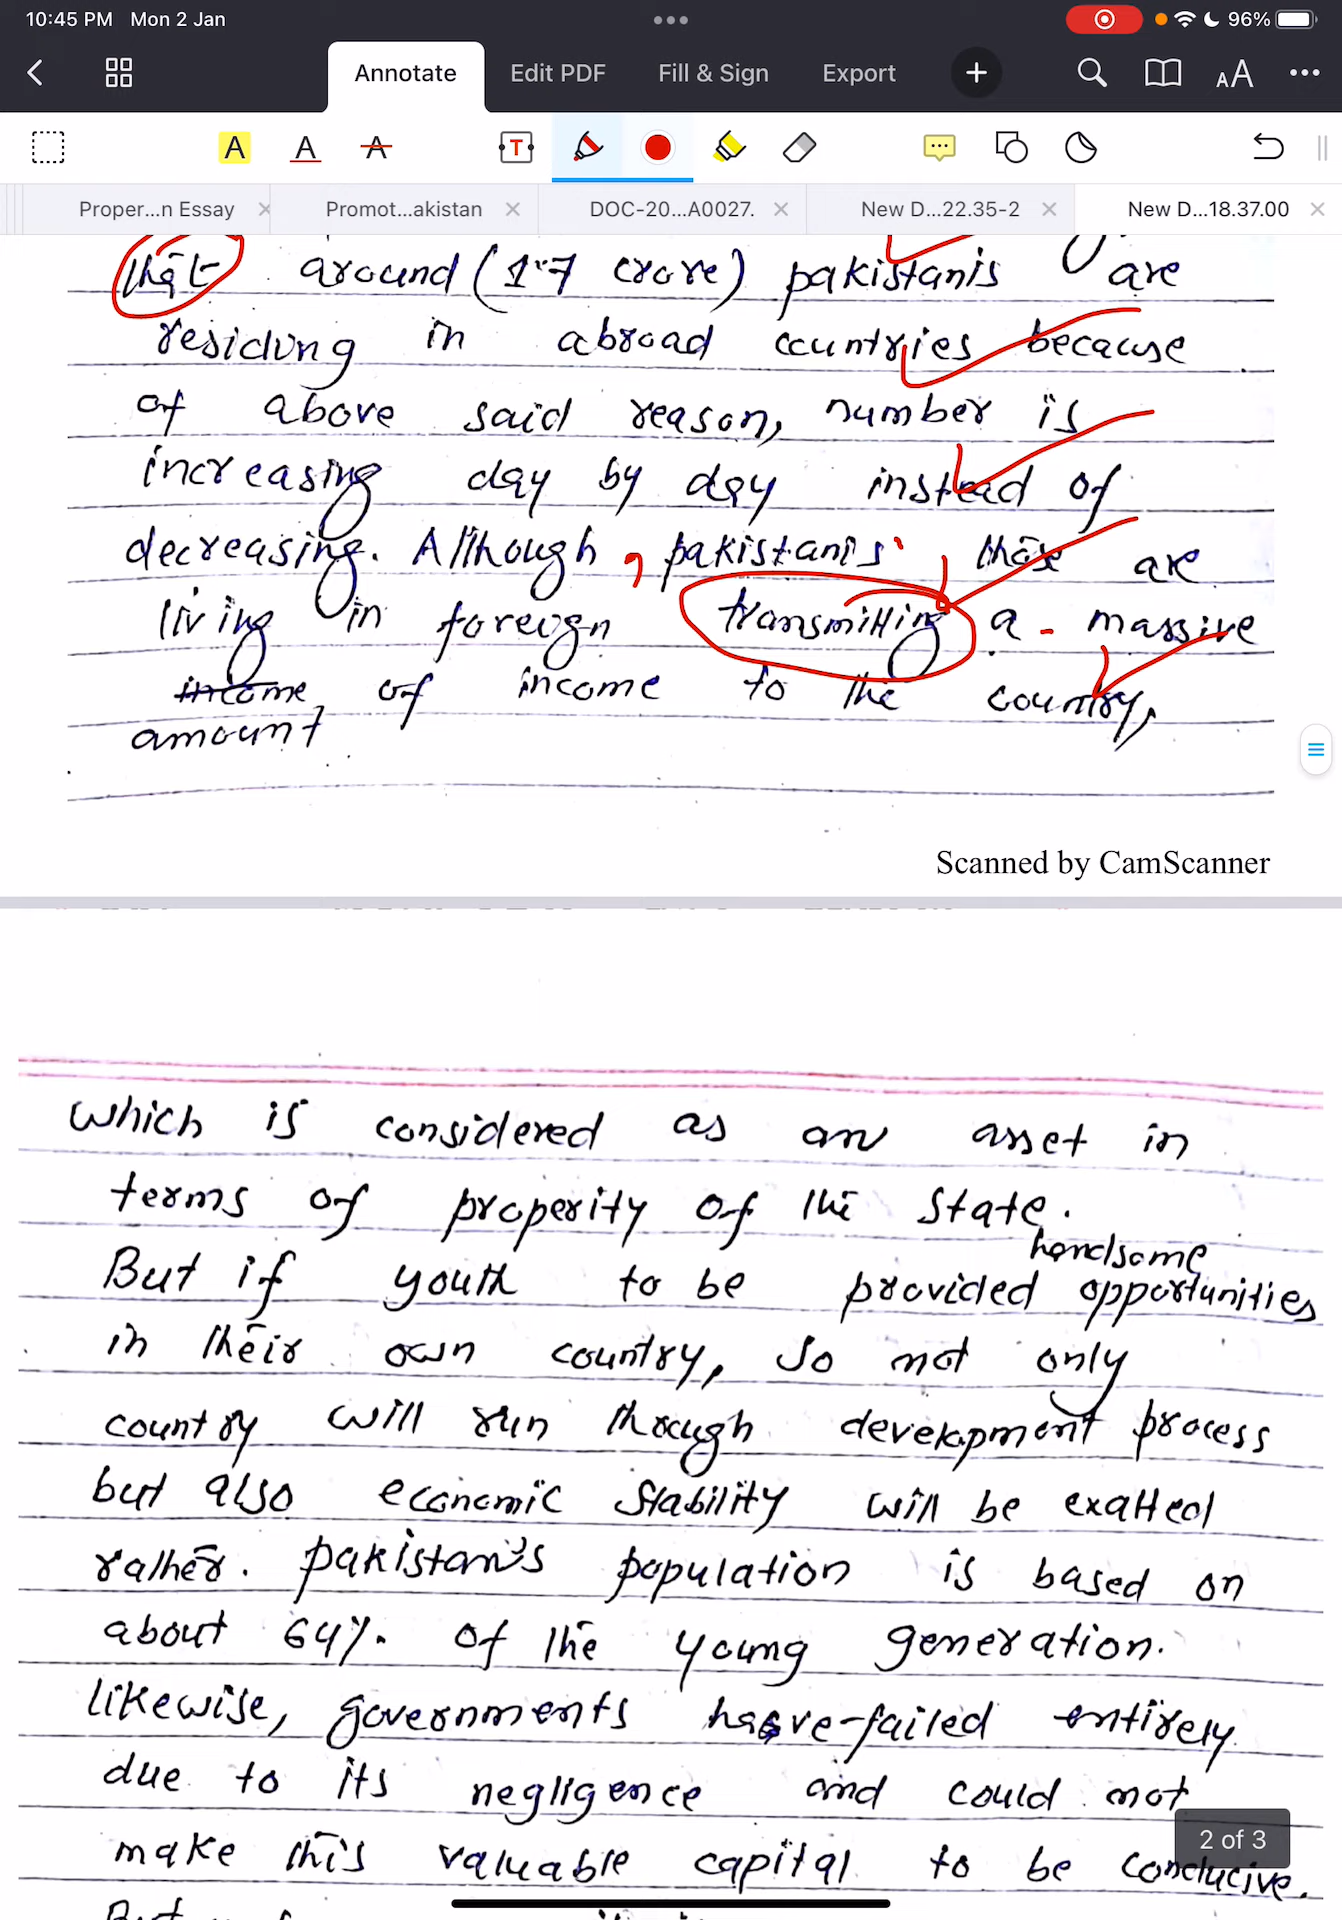 10:45 PM Mon 2 Jan
96%
Annotate Edit PDF Fill & Sign Export
Proper...n Essay Promot...akistan DOC-20...A0027. New D...22.35-2 New D...18.37.00
that around (1.7 crore) pakistanis are
residing in abroad countries because
of above said reason, number is
increasing day by day instead of
decreasing. Although, pakistanis those are
living in foreign transmitting a massive
income of income to the country,
amount
Scanned by CamScanner
which is considered as an asset in
terms of properity of the State.
handsome
But if youth to be provided opportunities
in their own country, So not only
country will run through development process
but also economic Stability will be exalted
rather. pakistan's population is based on
about 64% of the young generation.
likewise, governments have-failed entirely
due to its negligence and could not
make this valuable capital to be conducive.
2 of 3